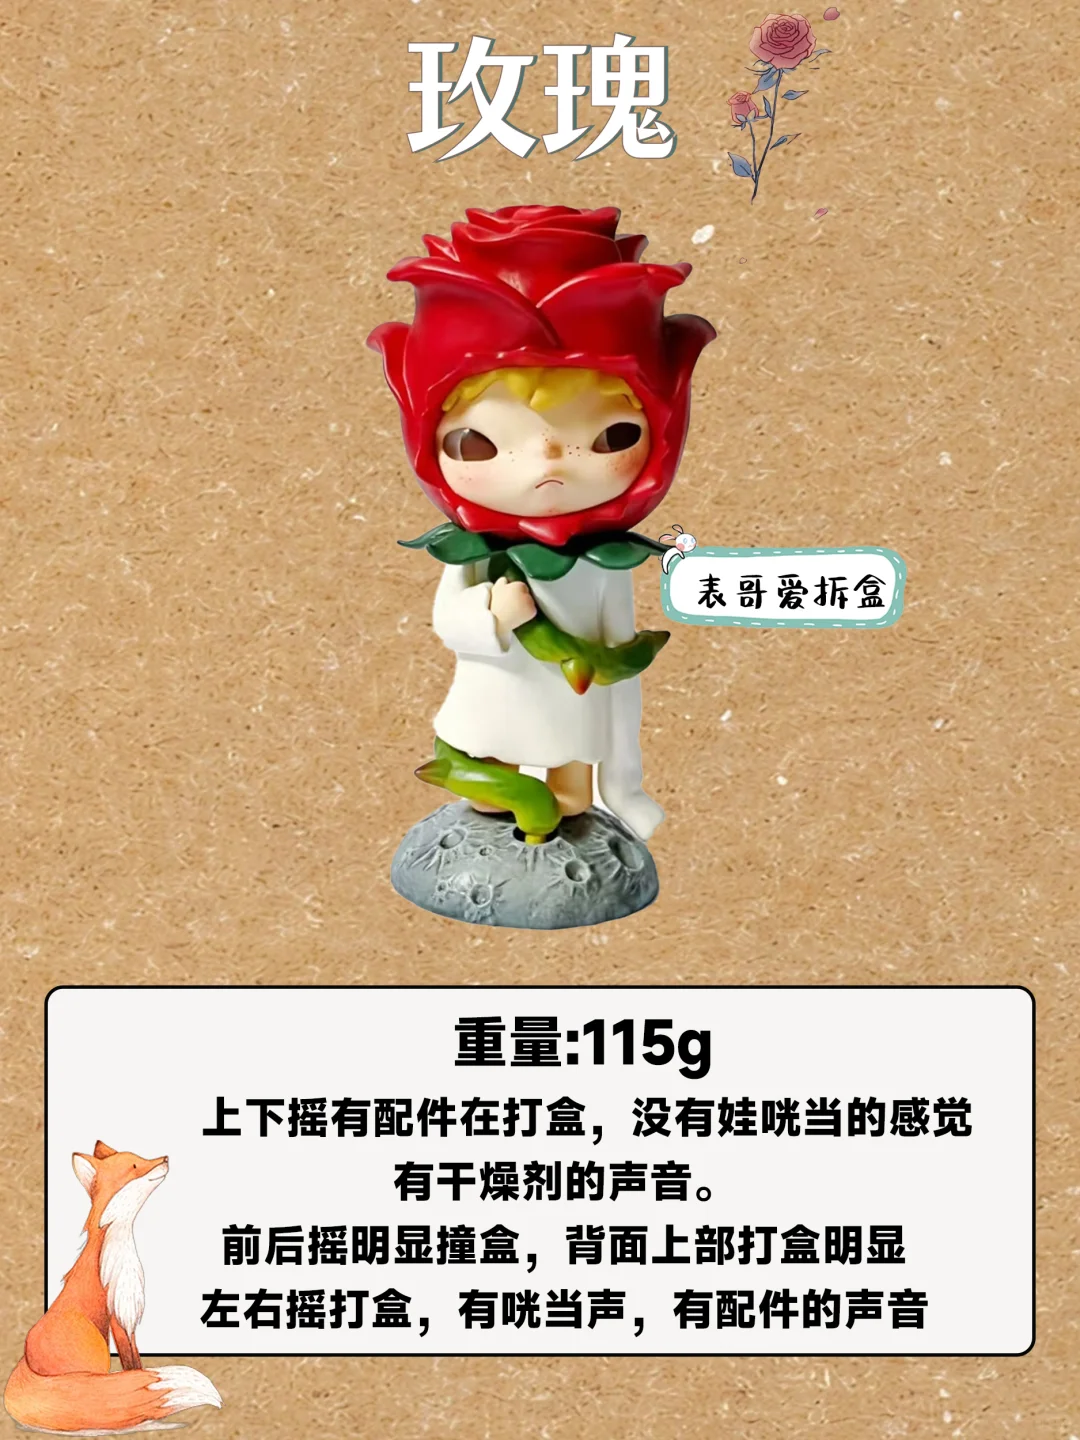 玫瑰
表哥爱拆盒
重量:115g
上下摇有配件在打盒，没有娃咣当的感觉
有干燥剂的声音。
前后摇明显撞盒，背面上部打盒明显
左右摇打盒，有咣当声，有配件的声音